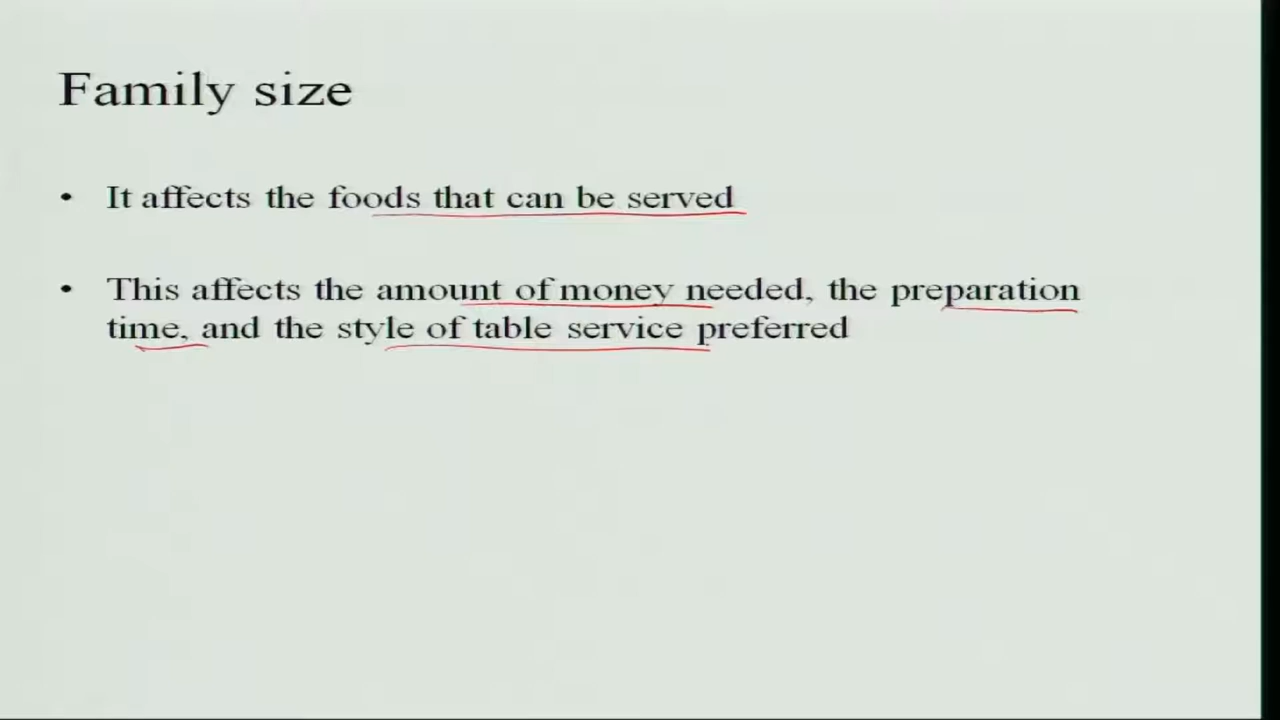 Family size
• It affects the foods that can be served
• This affects the amount of money needed, the preparation
time, and the style of table service preferred